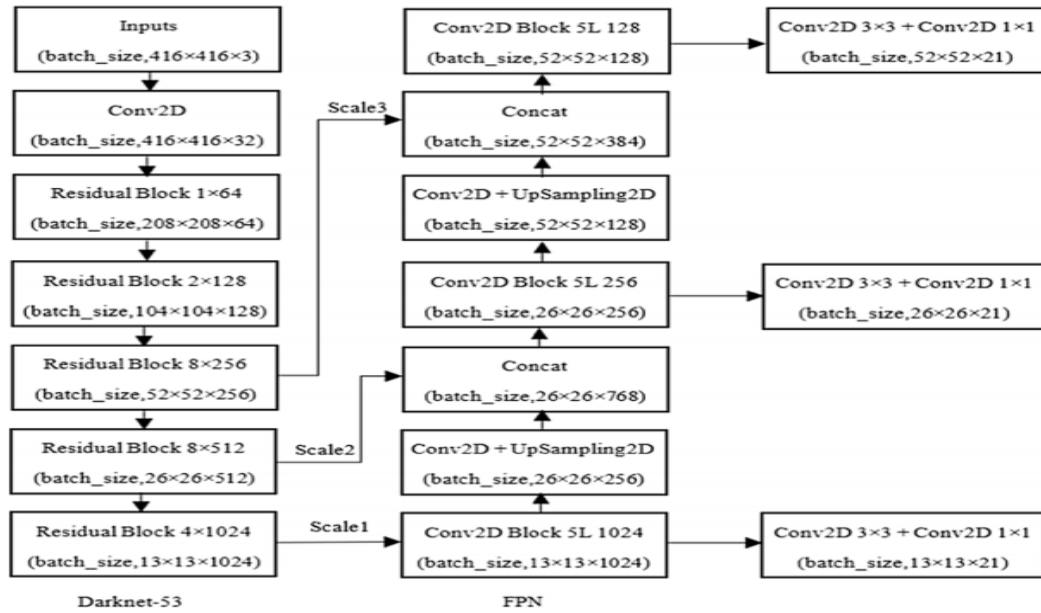 Inputs
(batch_size,416×416×3)
Conv2D
(batch_size,416×416×32)
Residual Block 1×64
(batch_size,208×208×64)
Residual Block 2×128
(batch_size,104×104×128)
Residual Block 8×256
(batch_size,52×52×256)
Residual Block 8×512
(batch_size,26×26×512)
Residual Block 4×1024
(batch_size,13×13×1024)
Darknet-53
Scale3
Scale2
Scale1
Conv2D Block 5L 128
(batch_size,52×52×128)
Concat
(batch_size,52×52×384)
Conv2D + UpSampling2D
(batch_size,52×52×128)
Conv2D Block 5L 256
(batch_size,26×26×256)
Concat
(batch_size,26×26×768)
Conv2D + UpSampling2D
(batch_size,26×26×256)
Conv2D Block 5L 1024
(batch_size,13×13×1024)
FPN
Conv2D 3×3 + Conv2D 1×1
(batch_size,52×52×21)
Conv2D 3×3 + Conv2D 1×1
(batch_size,26×26×21)
Conv2D 3×3 + Conv2D 1×1
(batch_size,13×13×21)